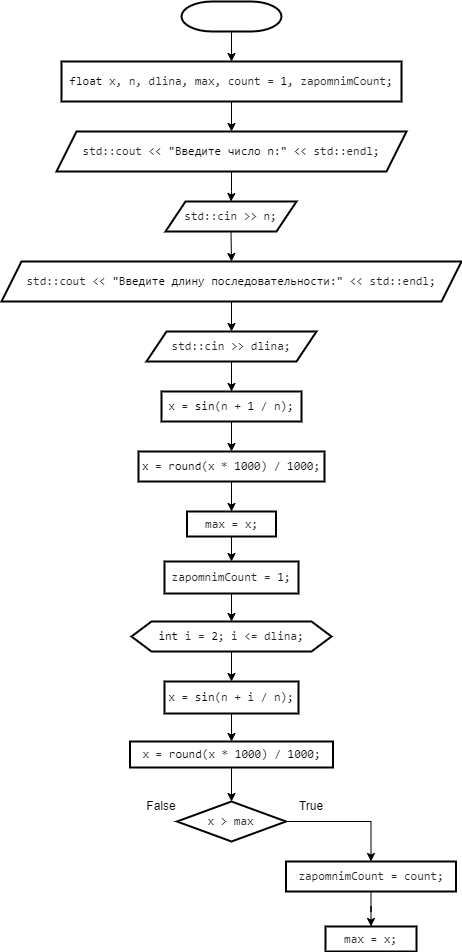 float x, n, dlina, max, count = 1, zapomnimCount;
std::cout << "Введите число n:" << std::endl;
std::cin >> n;
std::cout << "Введите длину последовательности:" << std::endl;
std::cin >> dlina;
x = sin(n + 1 / n);
x = round(x * 1000) / 1000;
max = x;
zapomnimCount = 1;
int i = 2; i <= dlina;
x = sin(n + i / n);
x = round(x * 1000) / 1000;
False
True
x > max
zapomnimCount = count;
max = x;